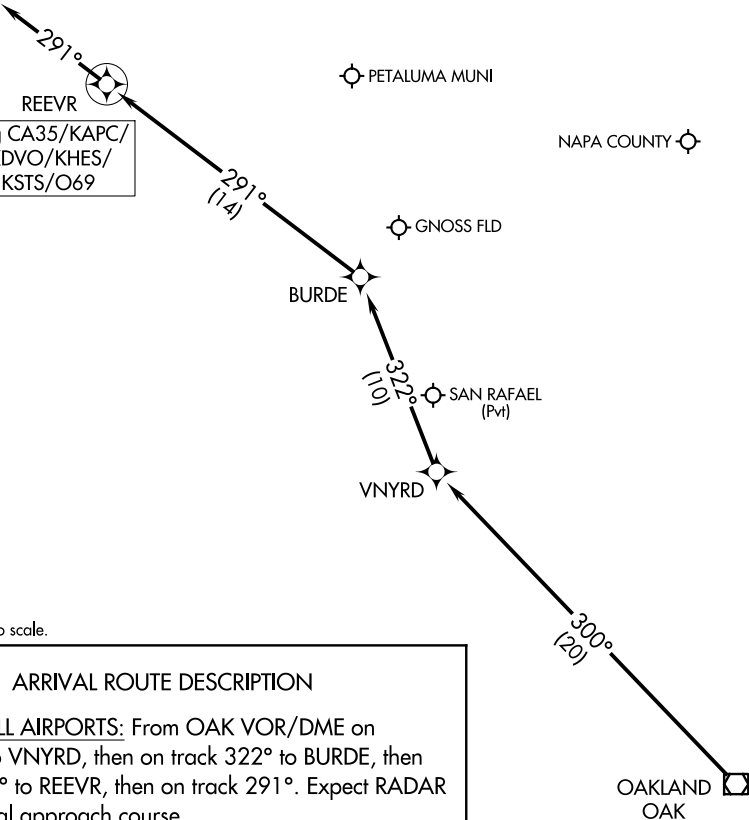 291°
PETALUMA MUNI
REEVR
CA35/KAPC/
DVO/KHES/
KSTS/O69
NAPA COUNTY
291°
(14)
GNOSS FLD
BURDE
322°
(10)
SAN RAFAEL
(Pvt)
VNYRD
300°
(20)
scale.
ARRIVAL ROUTE DESCRIPTION
AIRPORTS: From OAK VOR/DME on
VNYRD, then on track 322° to BURDE, then
° to REEVR, then on track 291°. Expect RADAR
approach course
OAKLAND
OAK